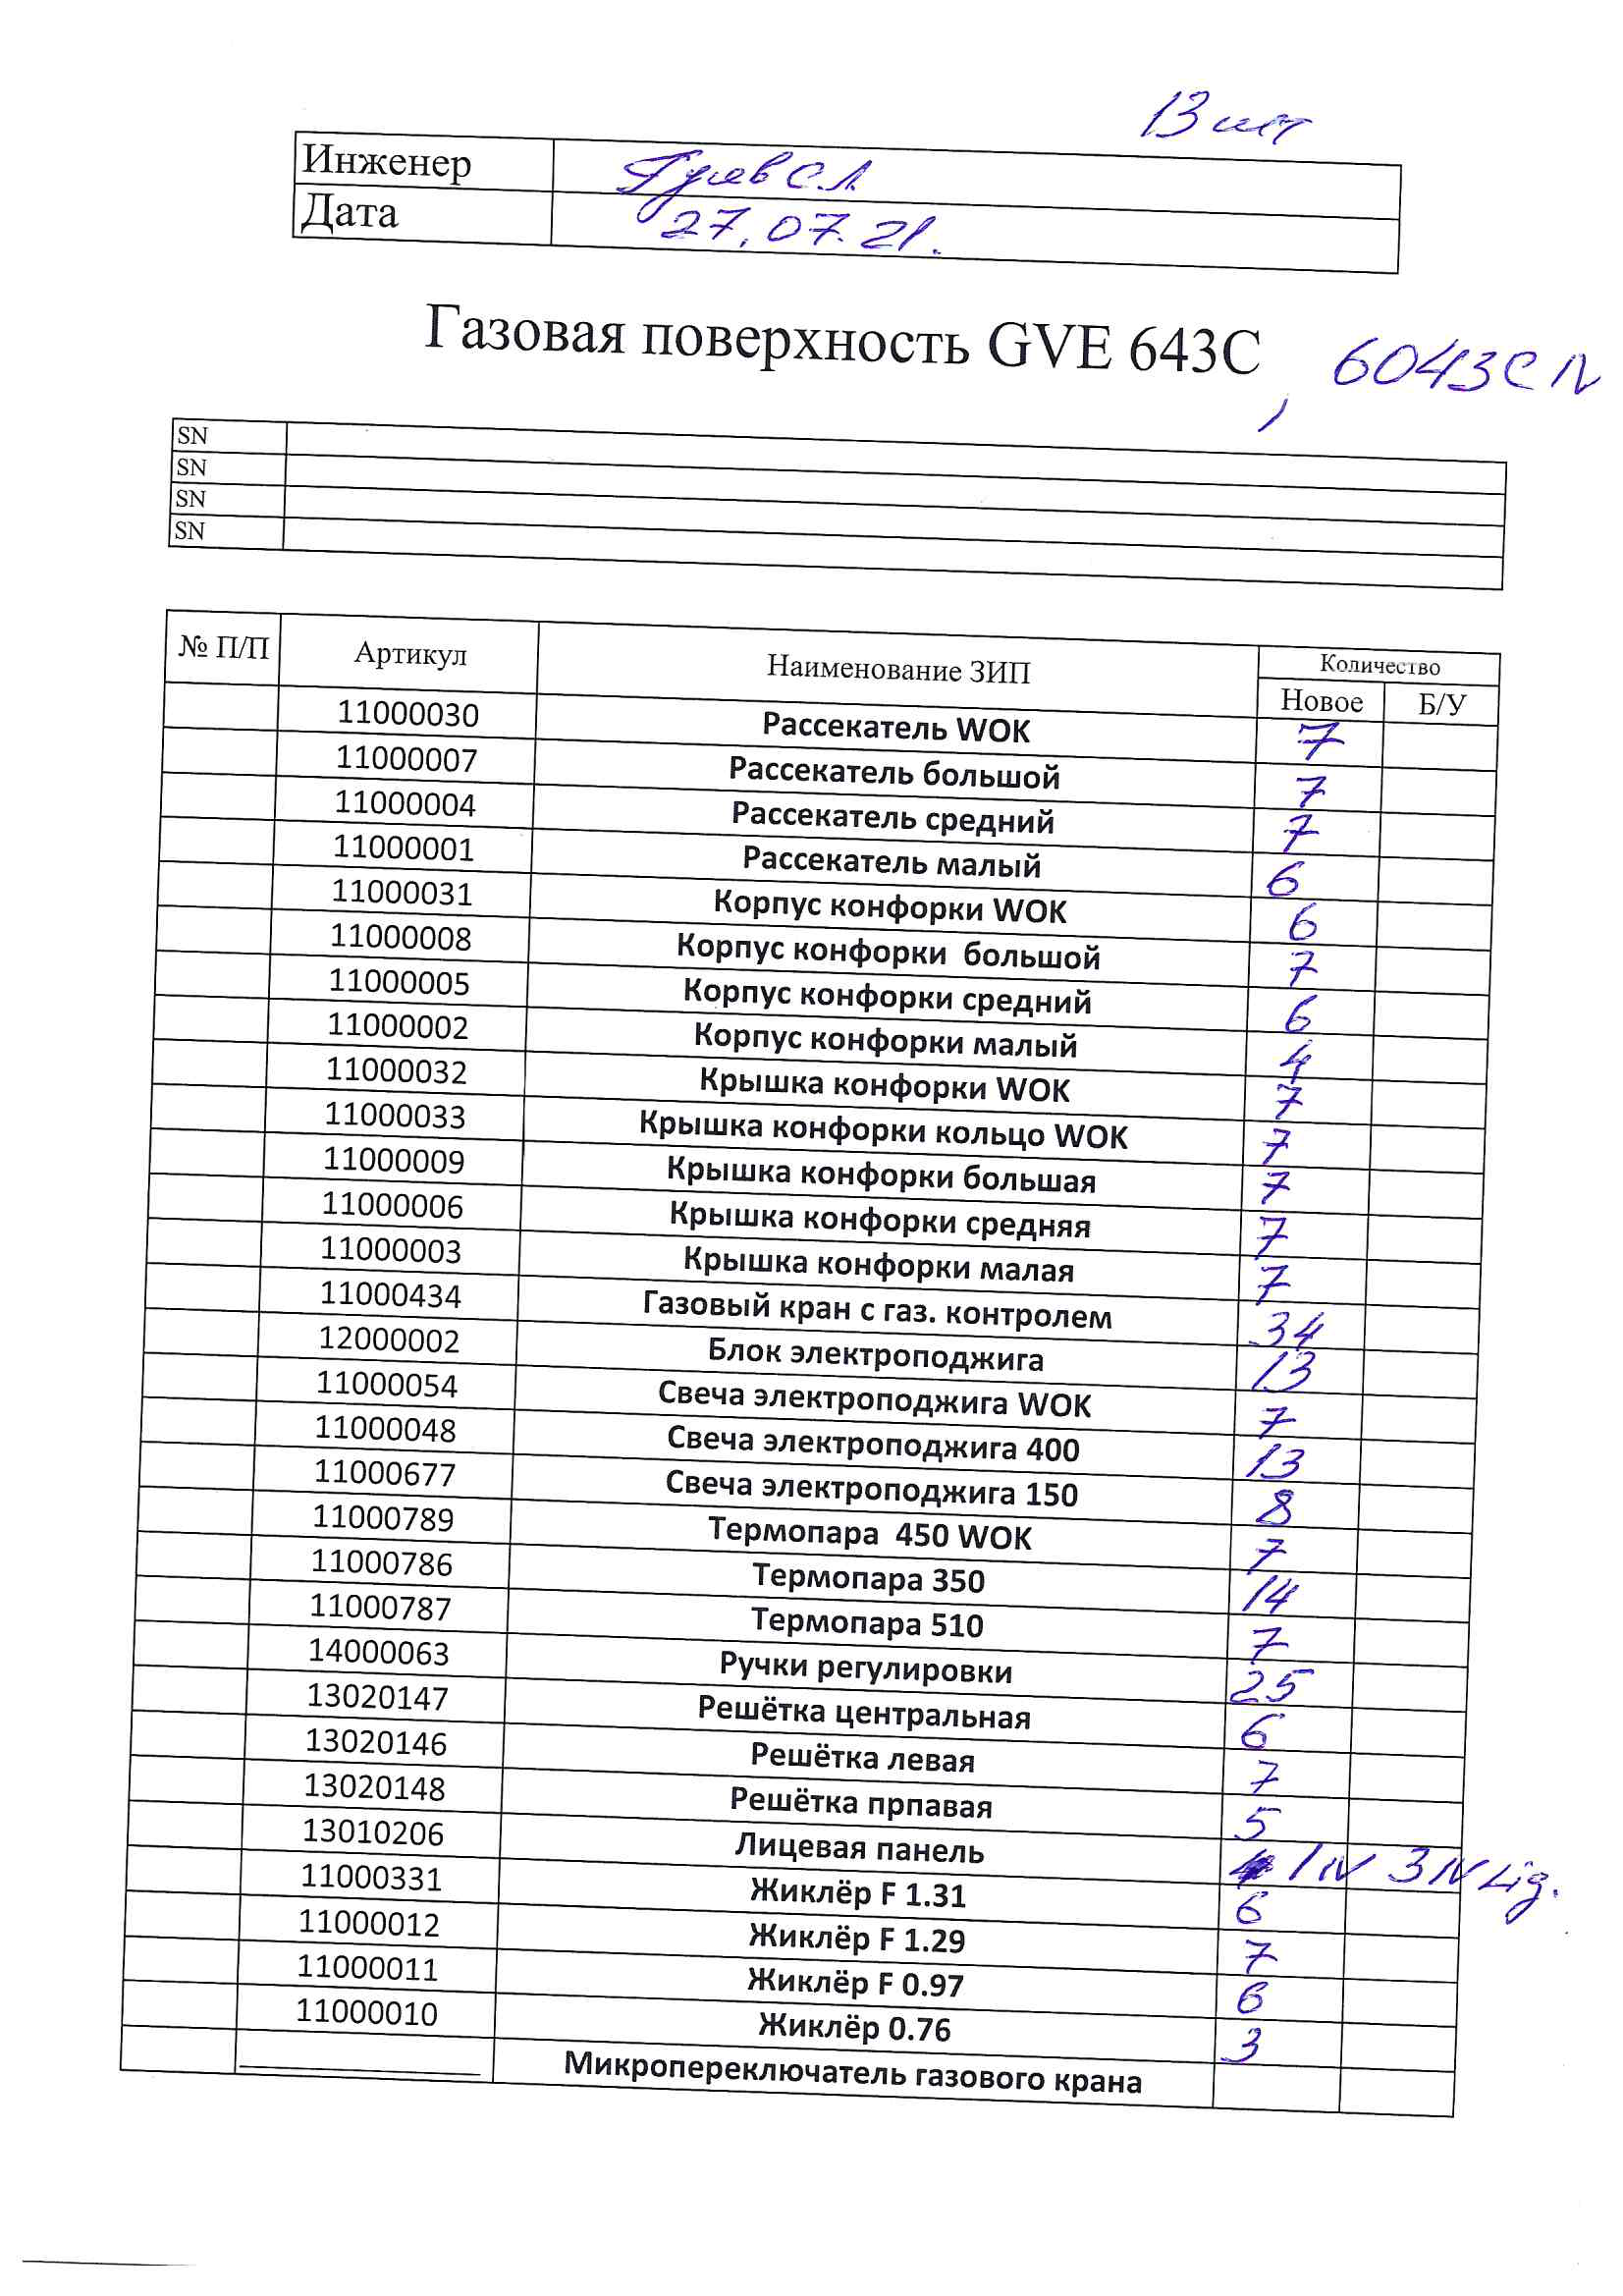 13 шт
Инженер Гуев С.А.
Дата 27.07.21.
Газовая поверхность GVE 643C , 6043C N
SN
SN
SN
SN
№ П/П Артикул Наименование ЗИП Количество
Новое Б/У
11000030 Рассекатель WOK 7
11000007 Рассекатель большой 7
11000004 Рассекатель средний 7
11000001 Рассекатель малый 6
11000031 Корпус конфорки WOK 6
11000008 Корпус конфорки большой 7
11000005 Корпус конфорки средний 6
11000002 Корпус конфорки малый 4
11000032 Крышка конфорки WOK 7
11000033 Крышка конфорки кольцо WOK 7
11000009 Крышка конфорки большая 7
11000006 Крышка конфорки средняя 7
11000003 Крышка конфорки малая 7
11000434 Газовый кран с газ. контролем 34
12000002 Блок электроподжига 13
11000054 Свеча электроподжига WOK 7
11000048 Свеча электроподжига 400 13
11000677 Свеча электроподжига 150 8
11000789 Термопара 450 WOK 7
11000786 Термопара 350 14
11000787 Термопара 510 7
14000063 Ручки регулировки 25
13020147 Решётка центральная 6
13020146 Решётка левая 7
13020148 Решётка прпавая 5
13010206 Лицевая панель 1N 3N Lig.
11000331 Жиклёр F 1.31 6
11000012 Жиклёр F 1.29 7
11000011 Жиклёр F 0.97 6
11000010 Жиклёр 0.76 3
Микропереключатель газового крана